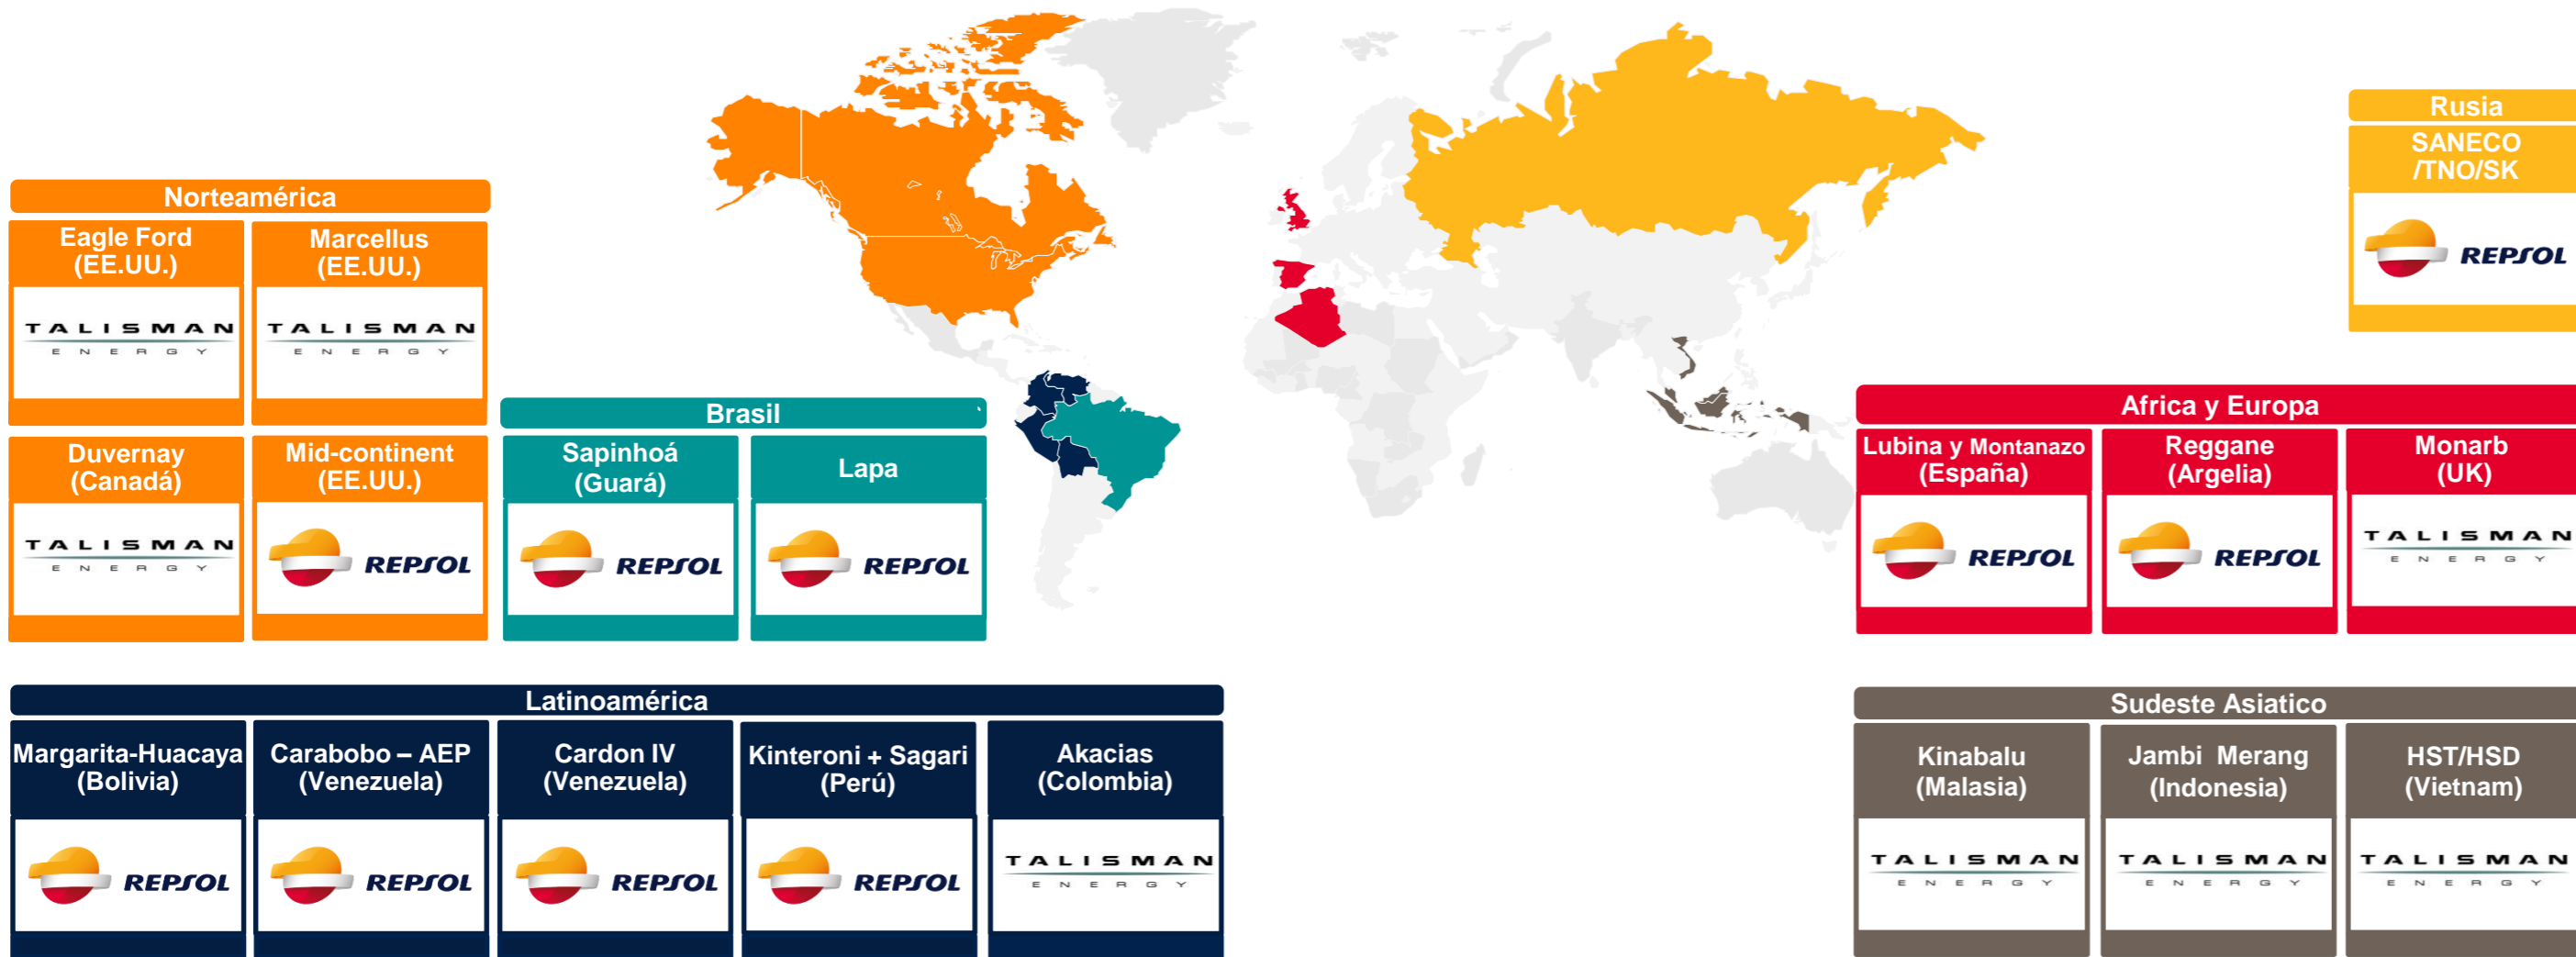 Norteamérica
Eagle Ford
(EE.UU.)
TALISMAN
ENERGY
Marcellus
(EE.UU.)
TALISMAN
ENERGY
Duvernay
(Canadá)
TALISMAN
ENERGY
Mid-continent
(EE.UU.)
REPSOL
Brasil
Sapinhoá
(Guará)
REPSOL
Lapa
REPSOL
Rusia
SANECO
/TNO/SK
REPSOL
Africa y Europa
Lubina y Montanazo
(España)
REPSOL
Reggane
(Argelia)
REPSOL
Monarb
(UK)
TALISMAN
ENERGY
Latinoamérica
Margarita-Huacaya
(Bolivia)
REPSOL
Carabobo – AEP
(Venezuela)
REPSOL
Cardon IV
(Venezuela)
REPSOL
Kinteroni + Sagari
(Perú)
REPSOL
Akacias
(Colombia)
TALISMAN
ENERGY
Sudeste Asiatico
Kinabalu
(Malasia)
TALISMAN
ENERGY
Jambi Merang
(Indonesia)
TALISMAN
ENERGY
HST/HSD
(Vietnam)
TALISMAN
ENERGY